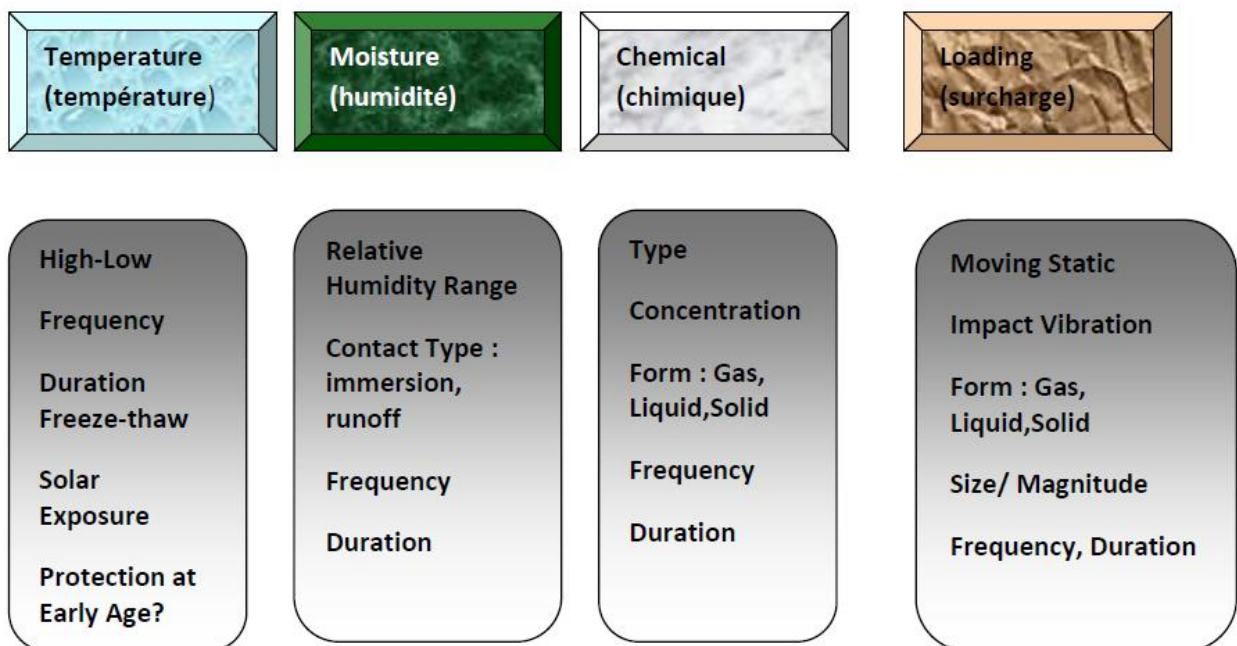 Temperature
(température)
Moisture
(humidité)
Chemical
(chimique)
Loading
(surcharge)
High-Low
Frequency
Duration
Freeze-thaw
Solar
Exposure
Protection at
Early Age?
Relative
Humidity Range
Contact Type :
immersion,
runoff
Frequency
Duration
Type
Concentration
Form : Gas,
Liquid,Solid
Frequency
Duration
Moving Static
Impact Vibration
Form : Gas,
Liquid,Solid
Size/ Magnitude
Frequency, Duration